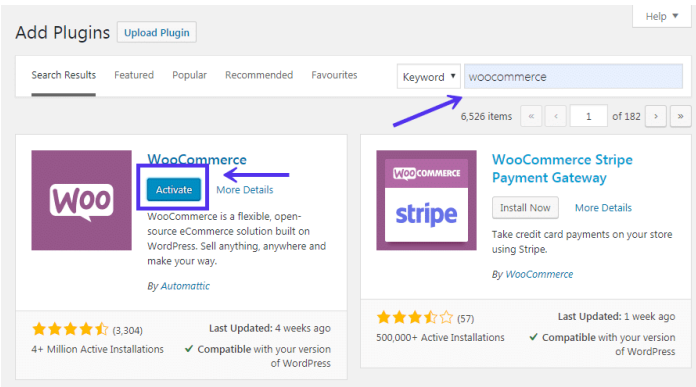 Help ▼
Add Plugins
Upload Plugin
Search Results
Featured
Popular
Recommended
Favourites
Keyword ▼
woocommerce
6,526 items
«
‹
1
of 182
›
»
WOO
WooCommerce
Activate
More Details
WooCommerce is a flexible, open-
source eCommerce solution built on
WordPress. Sell anything, anywhere and
make your way.
By Automattic
(3,304)
4+ Million Active Installations
Last Updated: 4 weeks ago
✔ Compatible with your version
of WordPress
WOO COMMERCE
stripe
WooCommerce Stripe
Payment Gateway
Install Now
More Details
Take credit card payments on your store
using Stripe.
By WooCommerce
(57)
500,000+ Active Installations
Last Updated: 1 week ago
✔ Compatible with your version
of WordPress